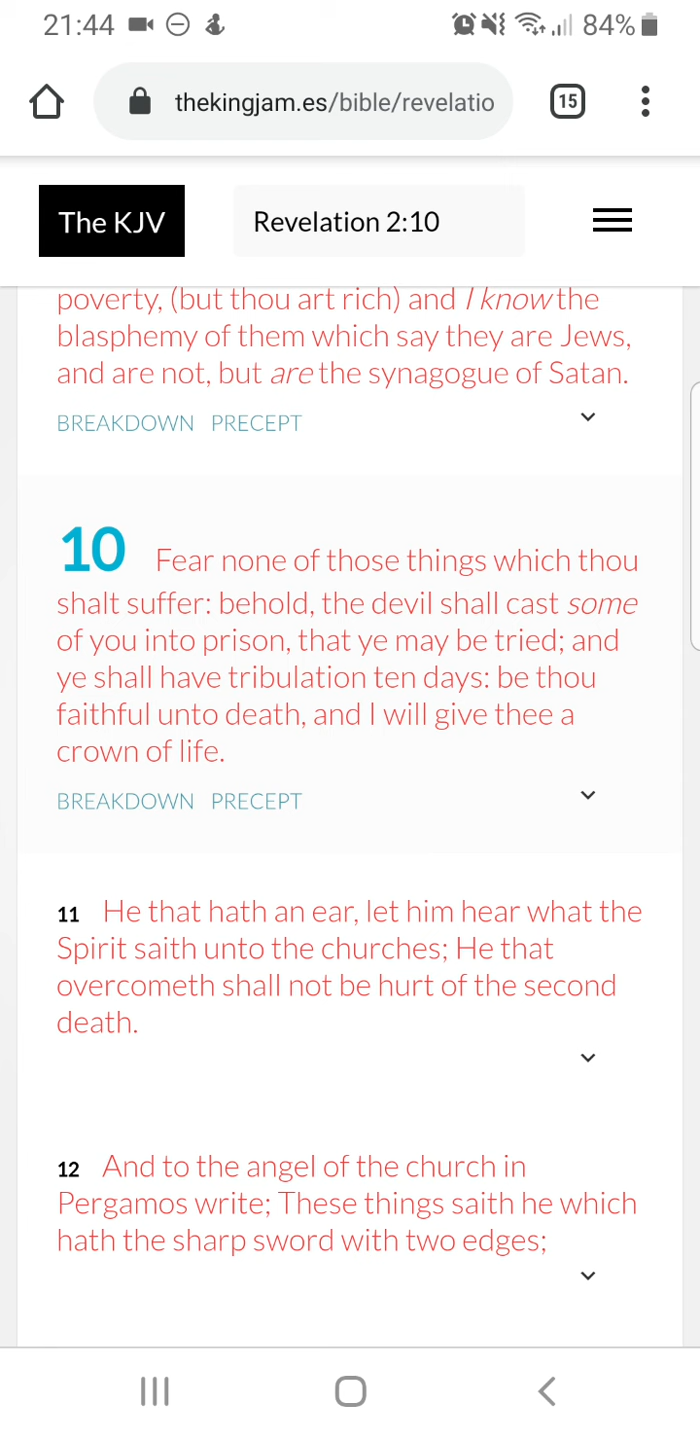 21:44 84%
15
thekingjam.es/bible/revelatio
The KJV
Revelation 2:10
poverty, (but thou art rich) and I know the
blasphemy of them which say they are Jews,
and are not, but are the synagogue of Satan.
BREAKDOWN PRECEPT
10 Fear none of those things which thou
shalt suffer: behold, the devil shall cast some
of you into prison, that ye may be tried; and
ye shall have tribulation ten days: be thou
faithful unto death, and I will give thee a
crown of life.
BREAKDOWN PRECEPT
11 He that hath an ear, let him hear what the
Spirit saith unto the churches; He that
overcometh shall not be hurt of the second
death.
12 And to the angel of the church in
Pergamos write; These things saith he which
hath the sharp sword with two edges;